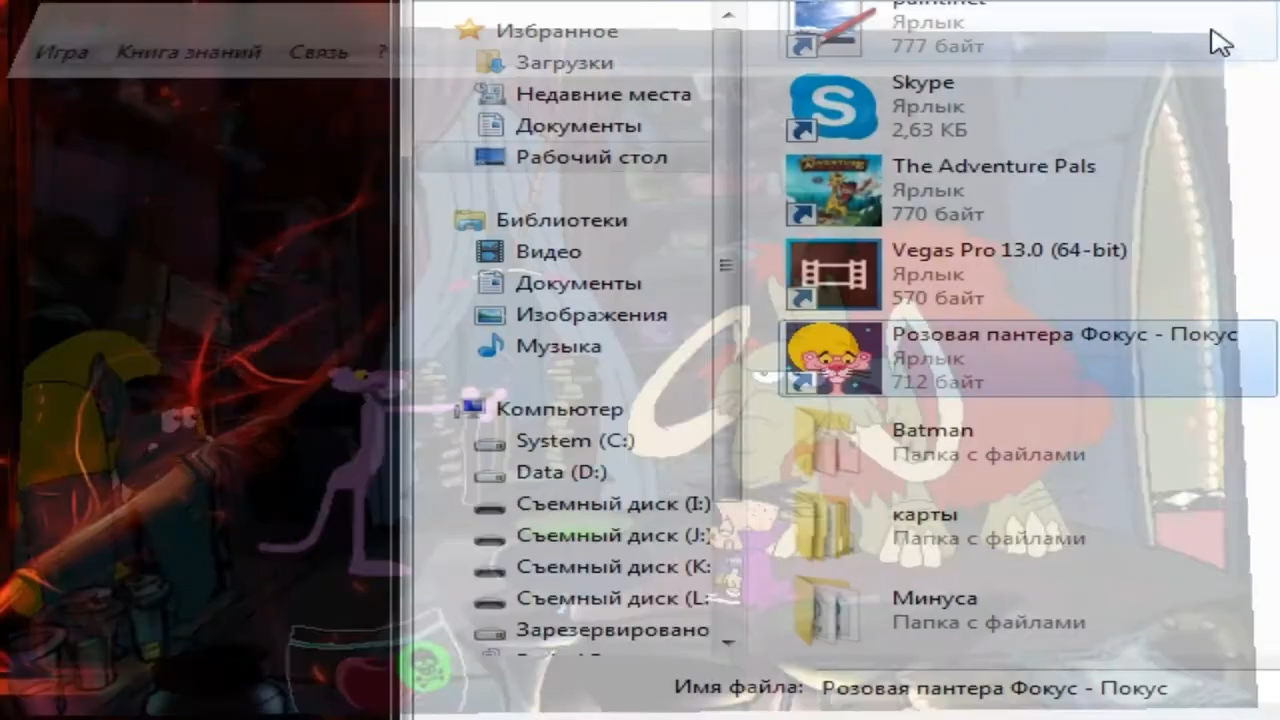 Игра Книга знаний Связь ?
Избранное
Загрузки
Недавние места
Документы
Рабочий стол
Библиотеки
Видео
Документы
Изображения
Музыка
Компьютер
System (C:)
Data (D:)
Съемный диск (I:)
Съемный диск (J:)
Съемный диск (K:
Съемный диск (L:
Зарезервировано
paint.net
Ярлык
777 байт
Skype
Ярлык
2,63 КБ
The Adventure Pals
Ярлык
770 байт
Vegas Pro 13.0 (64-bit)
Ярлык
570 байт
Розовая пантера Фокус - Покус
Ярлык
712 байт
Batman
Папка с файлами
карты
Папка с файлами
Минуса
Папка с файлами
Имя файла: Розовая пантера Фокус - Покус